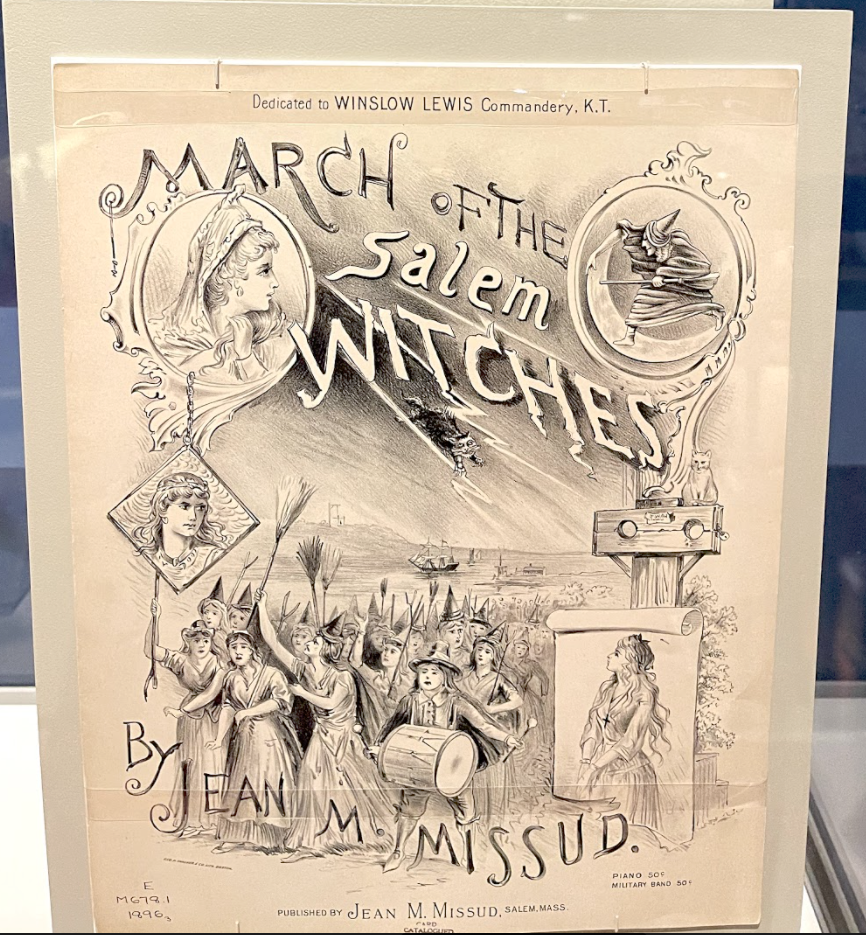 Dedicated to WINSLOW LEWIS Commandery, K.T.
MARCH OF THE
Salem
WITCHES
By
JEAN M. MISSUD.
PIANO 50¢
MILITARY BAND 50¢
E
M678.1
1896
PUBLISHED BY JEAN M. MISSUD, SALEM, MASS.
CARD
CATALOGUED